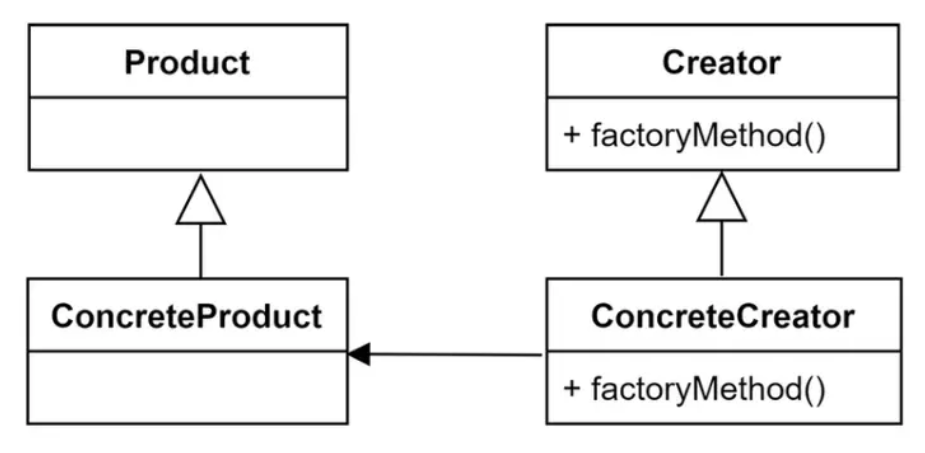 Product
Creator
+ factoryMethod()
ConcreteProduct
ConcreteCreator
+ factoryMethod()